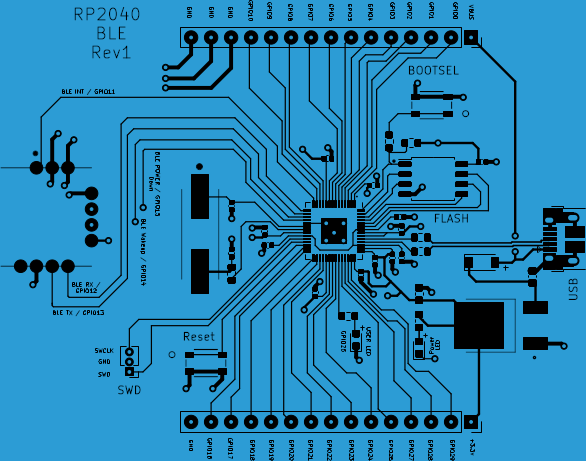 RP2040
BLE
Rev1
GND
GND
GND
GPIO10
GPIO9
GPIO8
GPIO7
GPIO6
GPIO5
GPIO4
GPIO3
GPIO2
GPIO1
GPIO0
VBUS
BOOTSEL
BLE INT / GPIO11
BLE POWER / GPIO15
Down
BLE Wakeup / GPIO14
FLASH
USB
BLE RX /
GPIO12
BLE TX / GPIO13
Reset
GPIO25
USER
LED
Power
LED
SWCLK
GND
SWD
SWD
GND
GPIO16
GPIO17
GPIO18
GPIO19
GPIO20
GPIO21
GPIO22
GPIO23
GPIO24
GPIO26
GPIO27
GPIO28
GPIO29
+3.3v